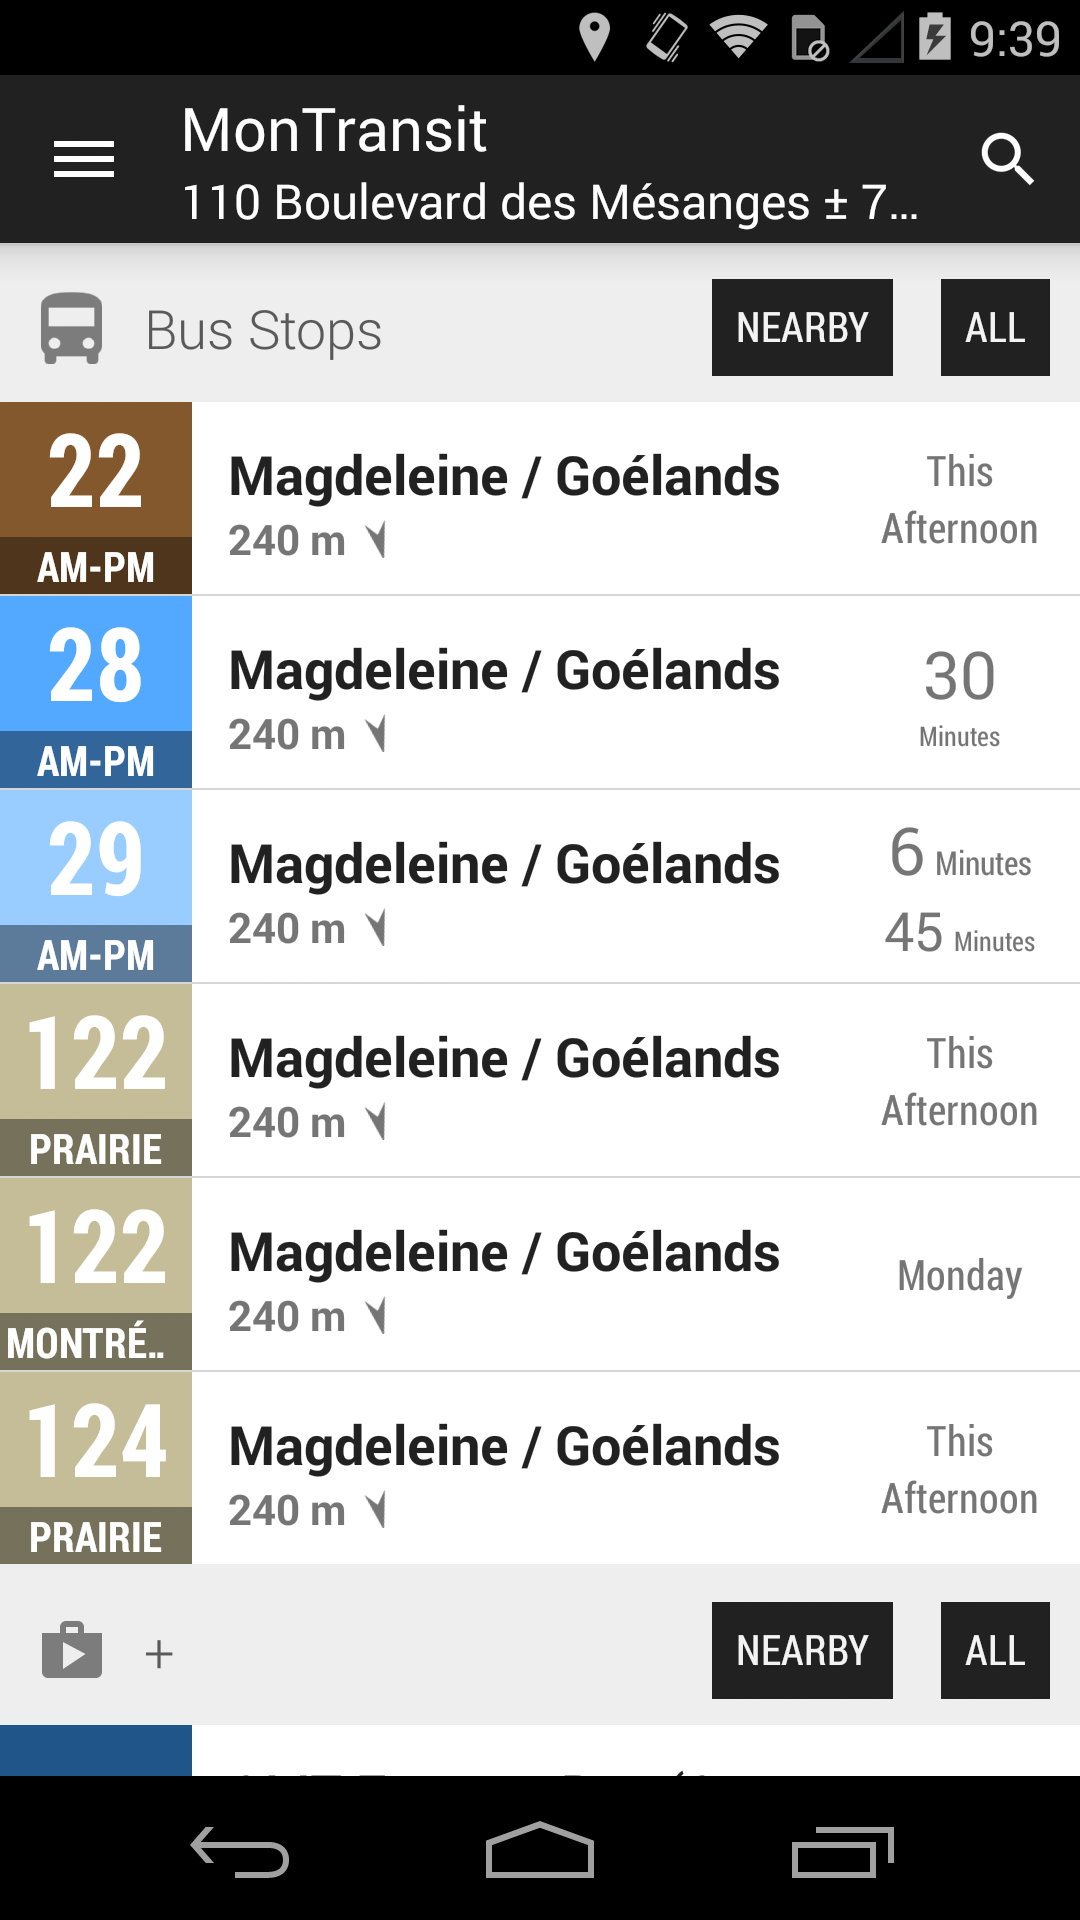 9:39
MonTransit
110 Boulevard des Mésanges ± 7...
Bus Stops
NEARBY
ALL
22
AM-PM
Magdeleine / Goélands
240 m
This
Afternoon
28
AM-PM
Magdeleine / Goélands
240 m
30
Minutes
29
AM-PM
Magdeleine / Goélands
240 m
6 Minutes
45 Minutes
122
PRAIRIE
Magdeleine / Goélands
240 m
This
Afternoon
122
MONTRÉ..
Magdeleine / Goélands
240 m
Monday
124
PRAIRIE
Magdeleine / Goélands
240 m
This
Afternoon
+
NEARBY
ALL